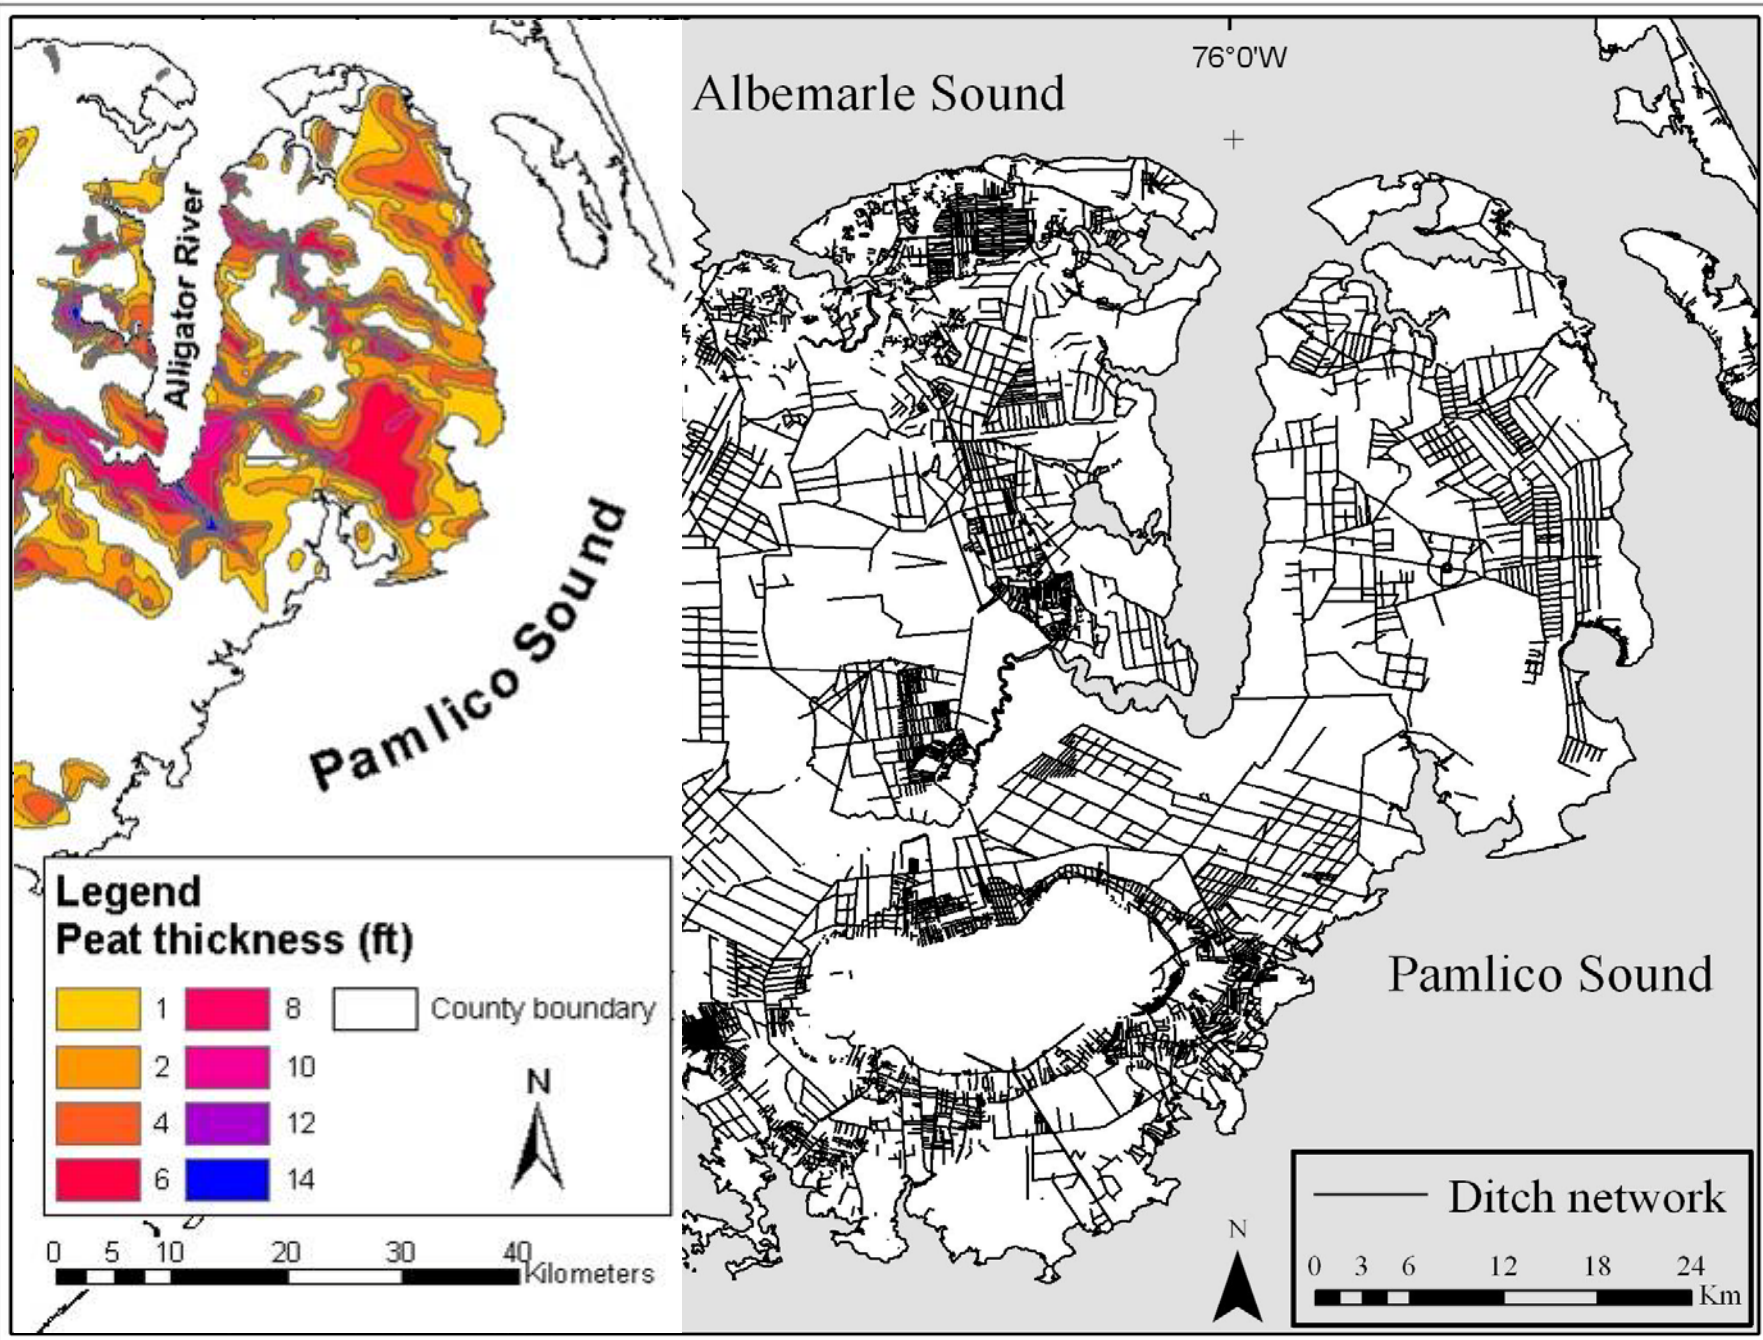 Alligator River
Pamlico Sound
Legend
Peat thickness (ft)
1 8 County boundary
2 10
4 12
6 14
N
0 5 10 20 30 40
Kilometers
76°0'W
Albemarle Sound
Pamlico Sound
Ditch network
N
0 3 6 12 18 24
Km